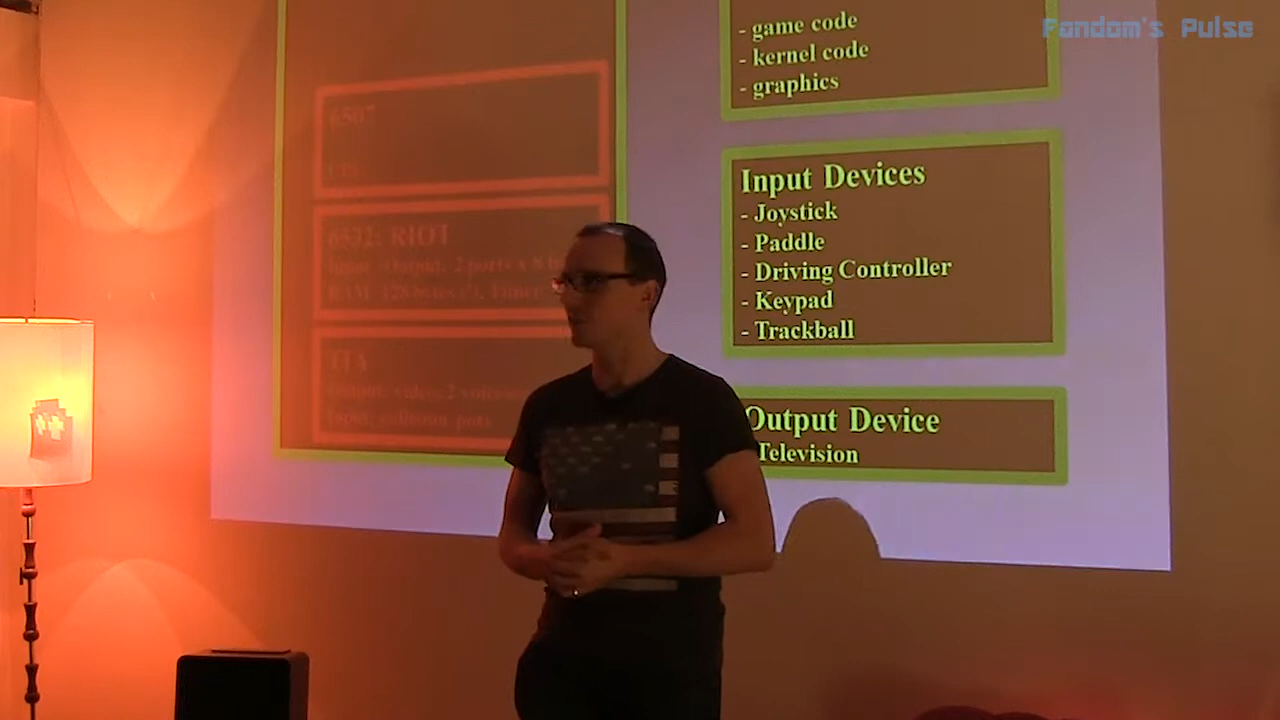 Fandom's Pulse
6507
CPU
6532: RIOT
TIA
- game code
- kernel code
- graphics
Input Devices
- Joystick
- Paddle
- Driving Controller
- Keypad
- Trackball
Output Device
Television